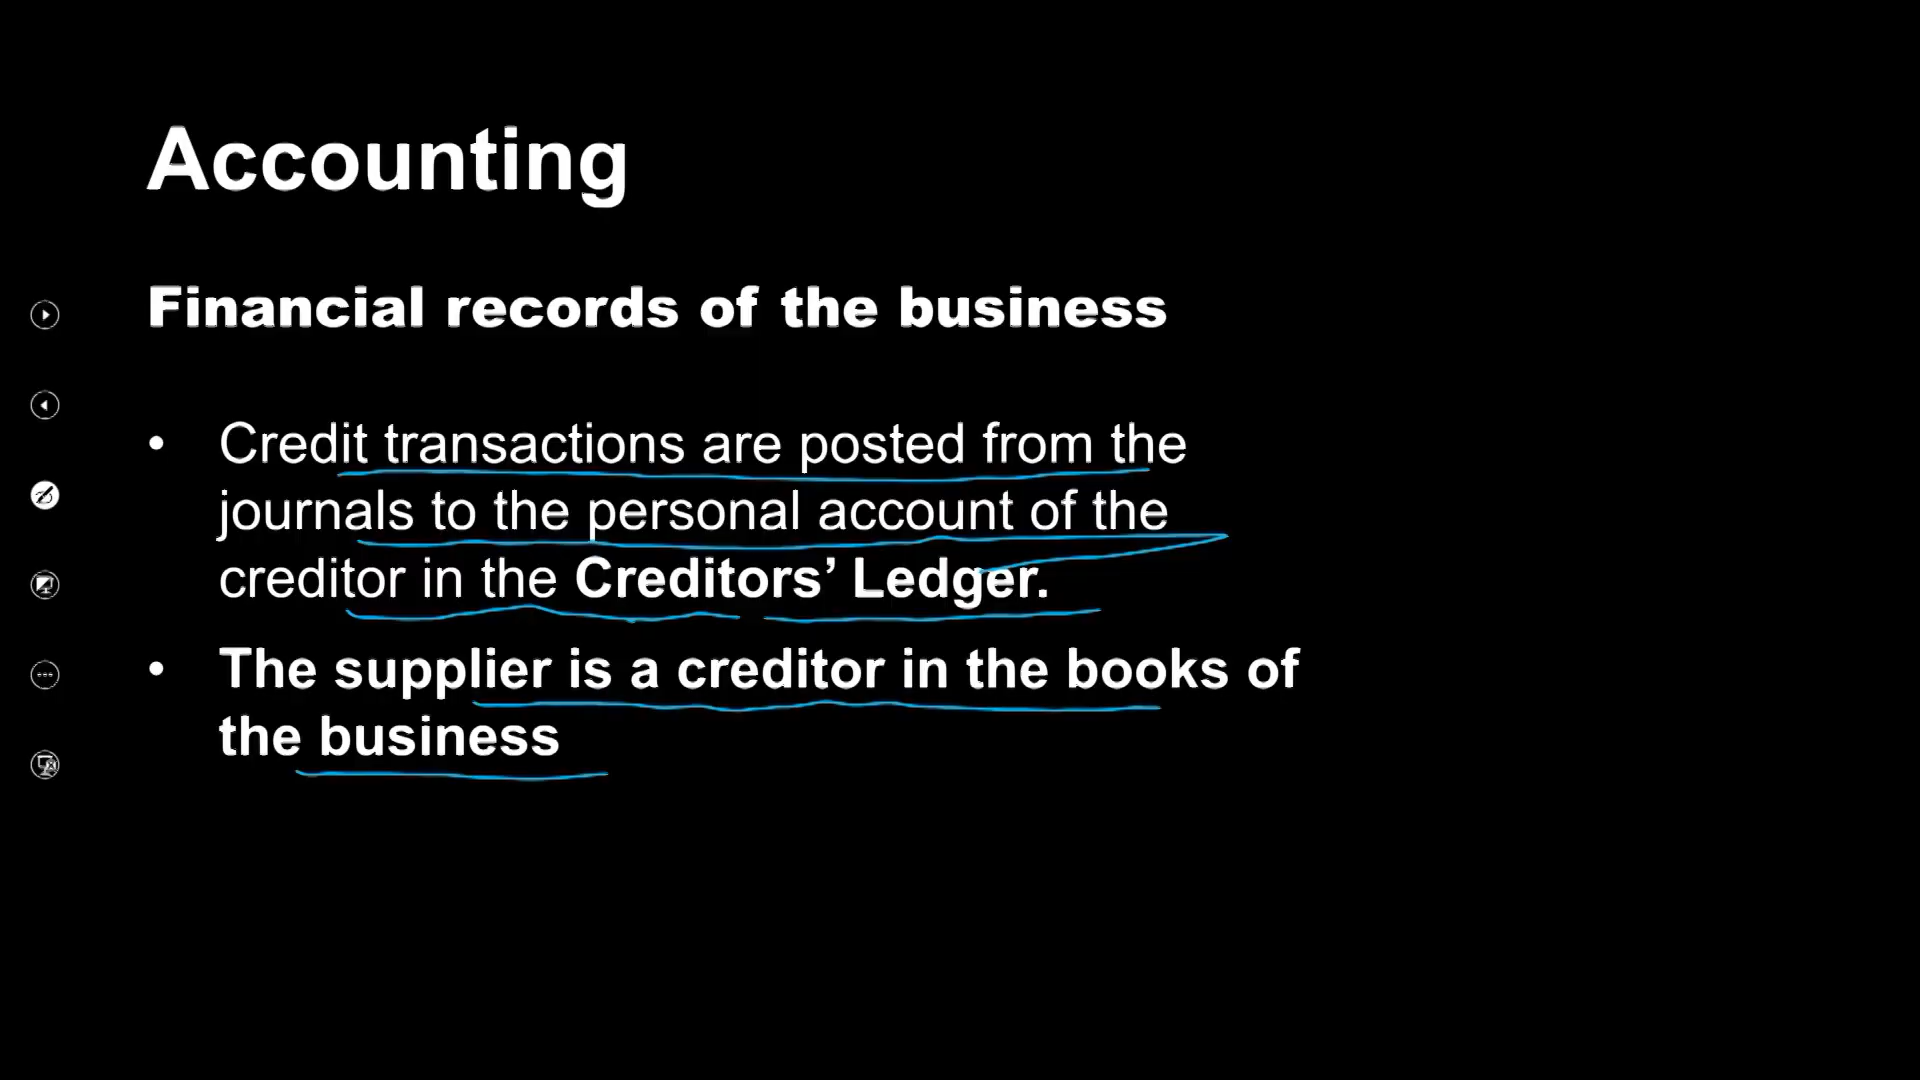 Accounting
Financial records of the business
• Credit transactions are posted from the
journals to the personal account of the
creditor in the Creditors’ Ledger.
• The supplier is a creditor in the books of
the business